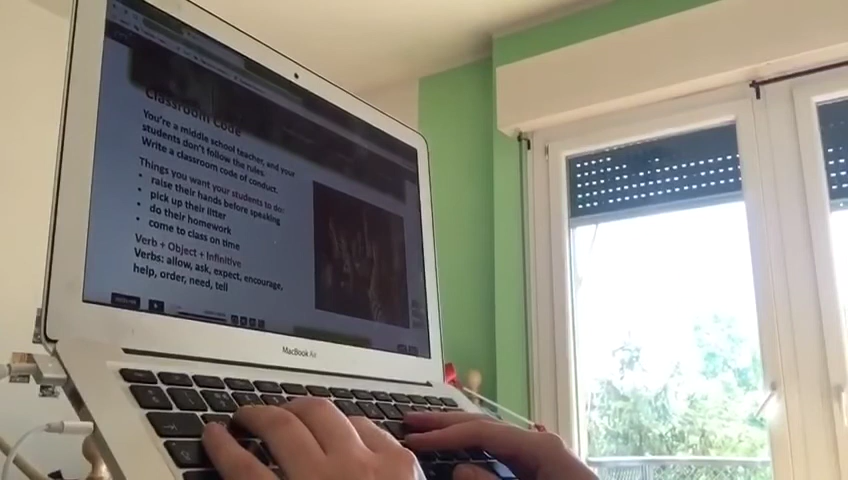 Classroom Code
You're a middle school teacher, and your
students don't follow the rules.
Write a classroom code of conduct.
Things you want your students to do:
• raise their hands before speaking
• pick up their litter
• do their homework
• come to class on time
Verb + Object + Infinitive
Verbs: allow, ask, expect, encourage,
help, order, need, tell
MacBook Air